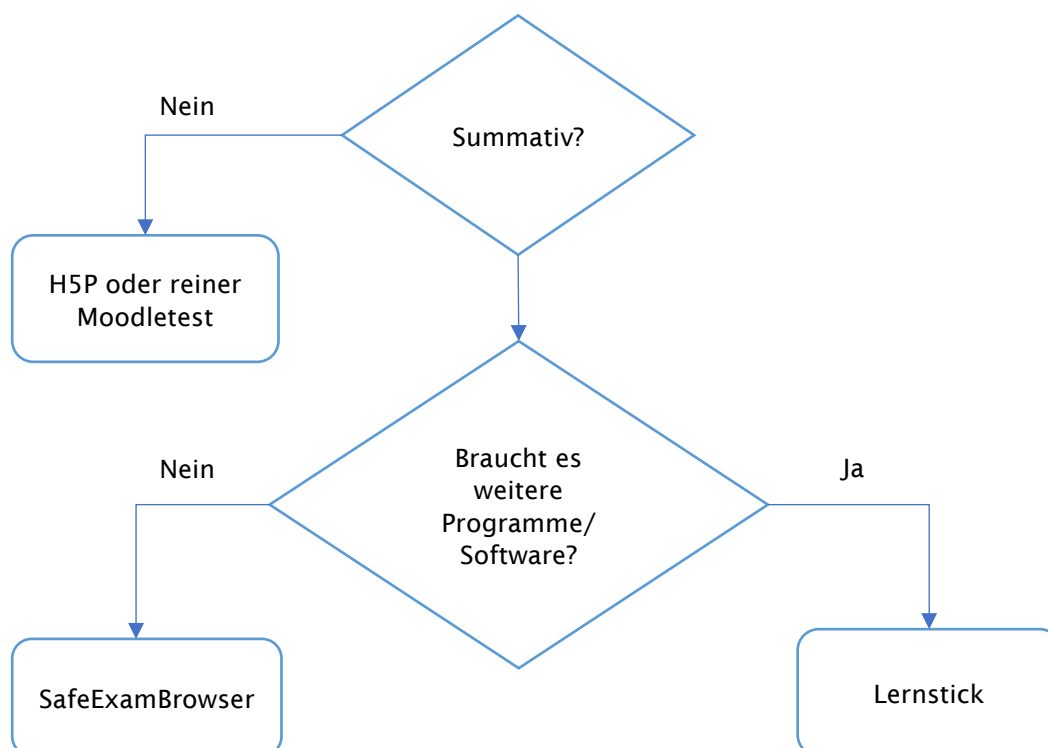 Nein
Summativ?
H5P oder reiner
Moodletest
Nein
Braucht es
weitere
Programme/
Software?
Ja
SafeExamBrowser
Lernstick